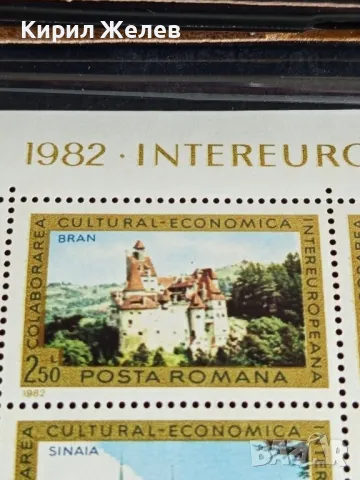 Кирил Желев
1982 · INTEREURO
COLABORAREA
CULTURAL-ECONOMICA
INTEREUROPEANA
BRAN
2.50 L
POSTA ROMANA
1982
CULTURAL-ECONOMICA
SINAIA